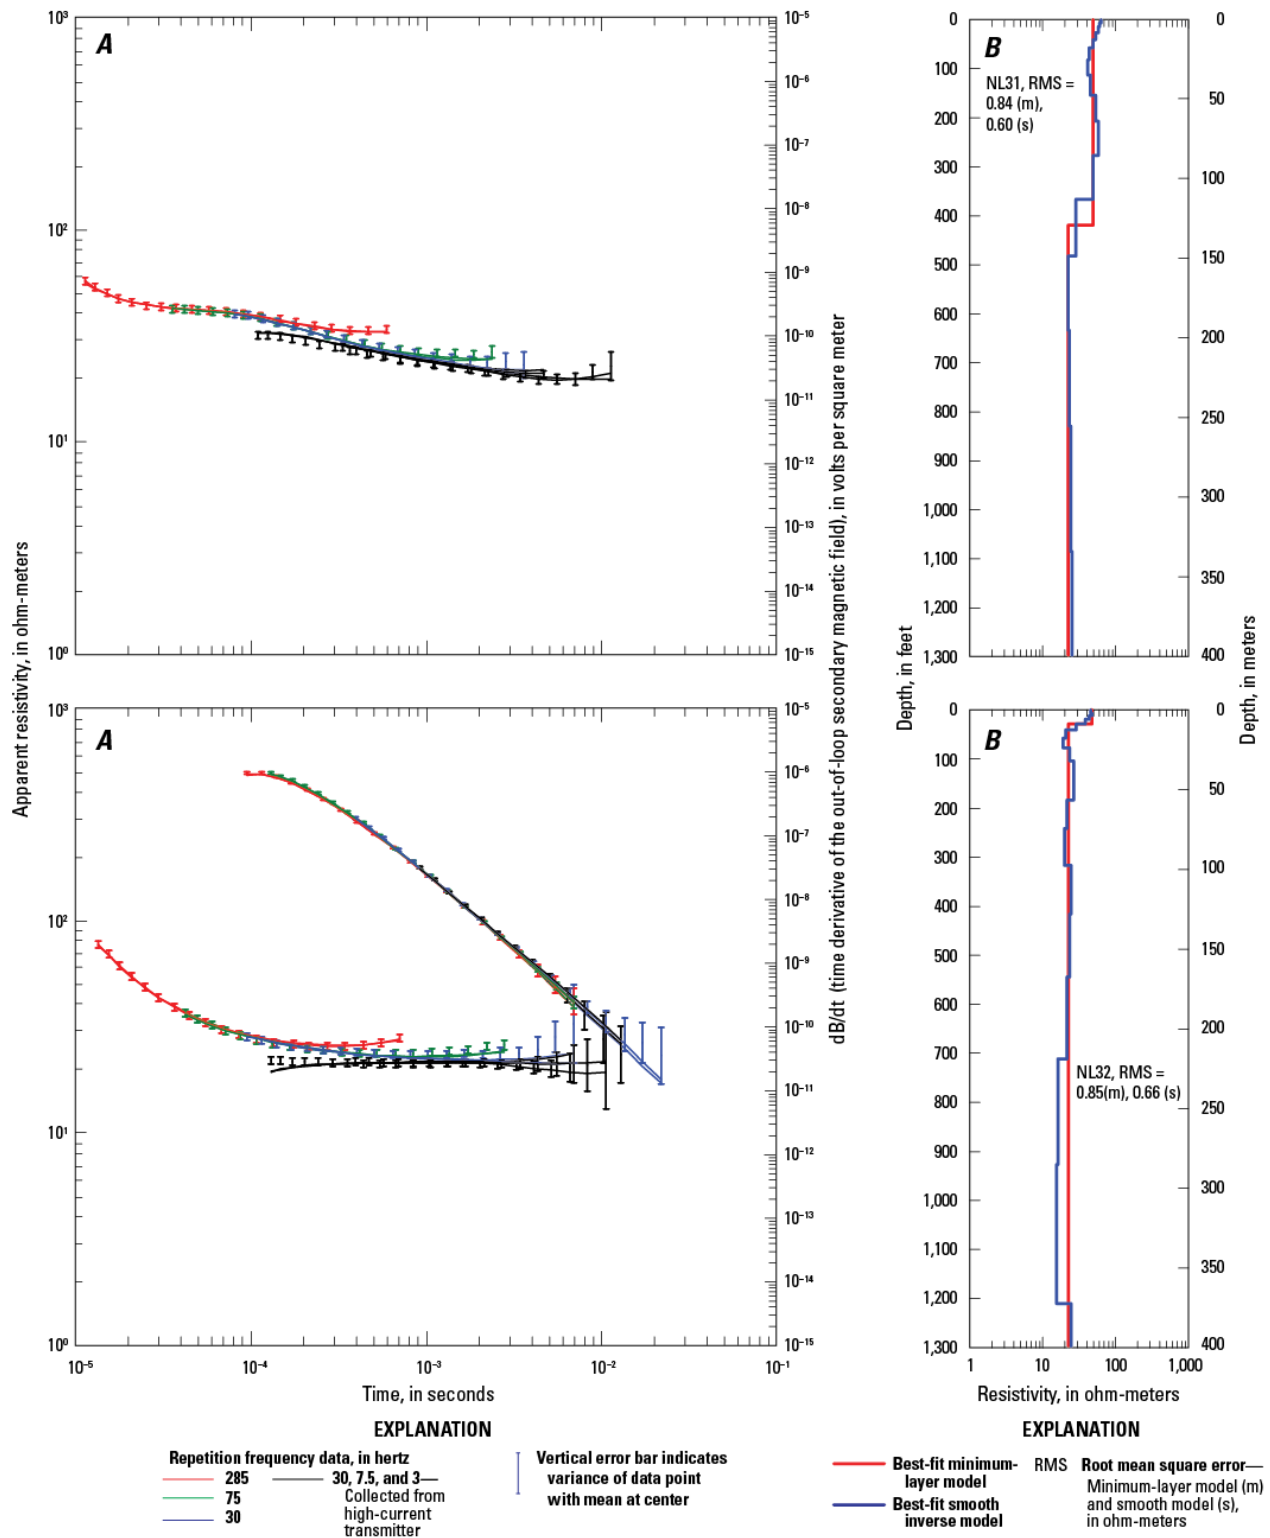 10³
10²
10¹
10⁰
A
10⁻⁵
10⁻⁶
10⁻⁷
10⁻⁸
10⁻⁹
10⁻¹⁰
10⁻¹¹
10⁻¹²
10⁻¹³
10⁻¹⁴
10⁻¹⁵
B
NL31, RMS =
0.84 (m),
0.60 (s)
0
100
200
300
400
500
600
700
800
900
1,000
1,100
1,200
1,300
0
50
100
150
200
250
300
350
400
Apparent resistivity, in ohm-meters
dB/dt (time derivative of the out-of-loop secondary magnetic field), in volts per square meter
Depth, in feet
Depth, in meters
10³
10²
10¹
10⁰
A
10⁻⁵
10⁻⁶
10⁻⁷
10⁻⁸
10⁻⁹
10⁻¹⁰
10⁻¹¹
10⁻¹²
10⁻¹³
10⁻¹⁴
10⁻¹⁵
10⁻⁵ 10⁻⁴ 10⁻³ 10⁻² 10⁻¹
Time, in seconds
B
NL32, RMS =
0.85(m), 0.66 (s)
0
100
200
300
400
500
600
700
800
900
1,000
1,100
1,200
1,300
0
50
100
150
200
250
300
350
400
1 10 100 1,000
Resistivity, in ohm-meters
EXPLANATION
Repetition frequency data, in hertz
285
75
30
30, 7.5, and 3—
Collected from
high-current
transmitter
Vertical error bar indicates
variance of data point
with mean at center
EXPLANATION
Best-fit minimum-
layer model
Best-fit smooth
inverse model
RMS Root mean square error—
Minimum-layer model (m)
and smooth model (s),
in ohm-meters